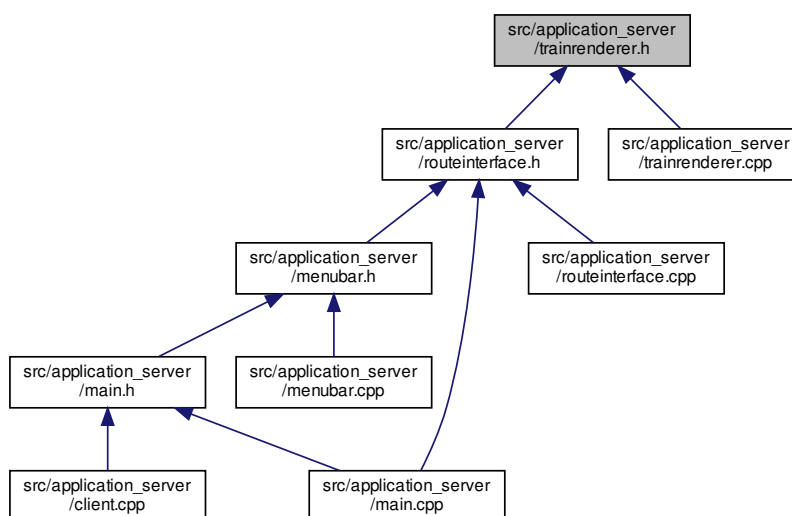 src/application_server
/trainrenderer.h
src/application_server
/routeinterface.h
src/application_server
/trainrenderer.cpp
src/application_server
/menubar.h
src/application_server
/routeinterface.cpp
src/application_server
/main.h
src/application_server
/menubar.cpp
src/application_server
/client.cpp
src/application_server
/main.cpp